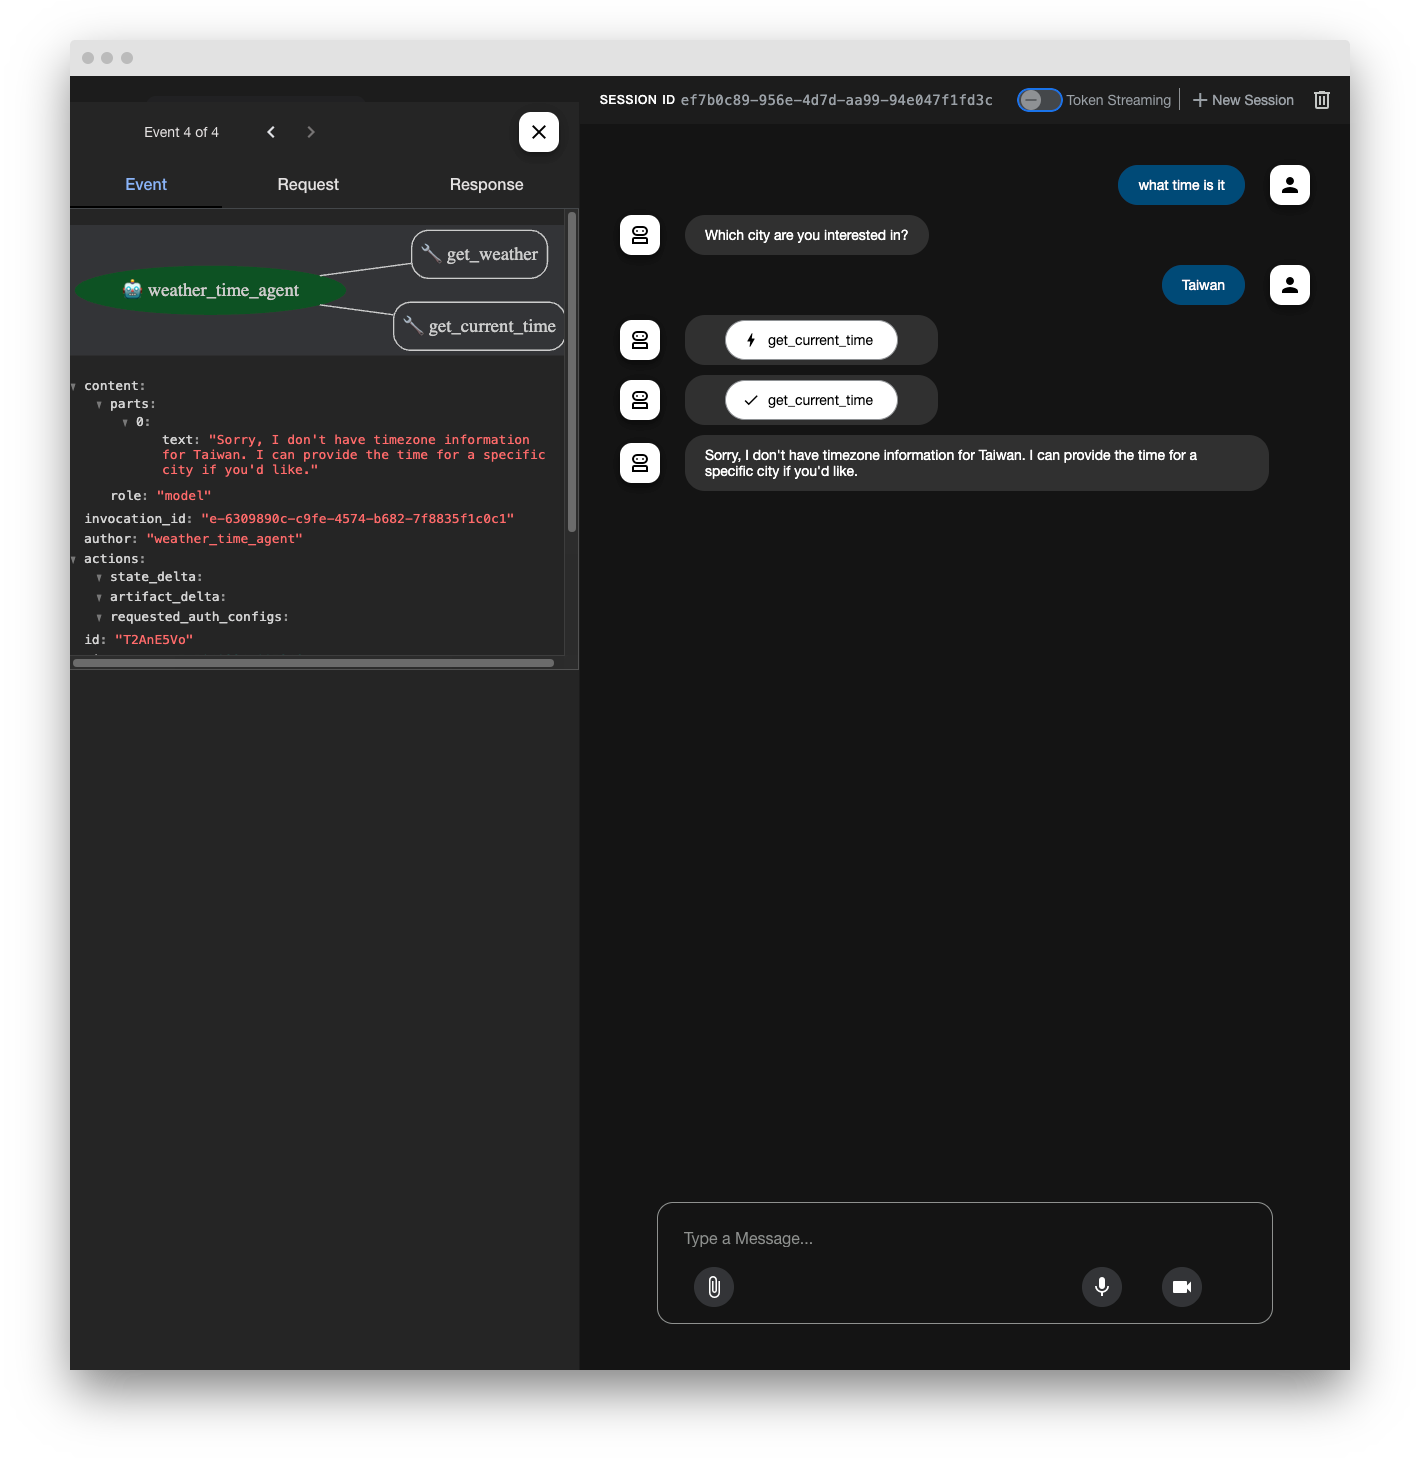 SESSION ID ef7b0c89-956e-4d7d-aa99-94e047f1fd3c Token Streaming New Session
Event 4 of 4
Event Request Response
get_weather
weather_time_agent
get_current_time
content:
parts:
0:
text: "Sorry, I don't have timezone information
for Taiwan. I can provide the time for a specific
city if you'd like."
role: "model"
invocation_id: "e-6309890c-c9fe-4574-b682-7f8835f1c0c1"
author: "weather_time_agent"
actions:
state_delta:
artifact_delta:
requested_auth_configs:
id: "T2AnE5Vo"
what time is it
Which city are you interested in?
Taiwan
get_current_time
get_current_time
Sorry, I don't have timezone information for Taiwan. I can provide the time for a
specific city if you'd like.
Type a Message...